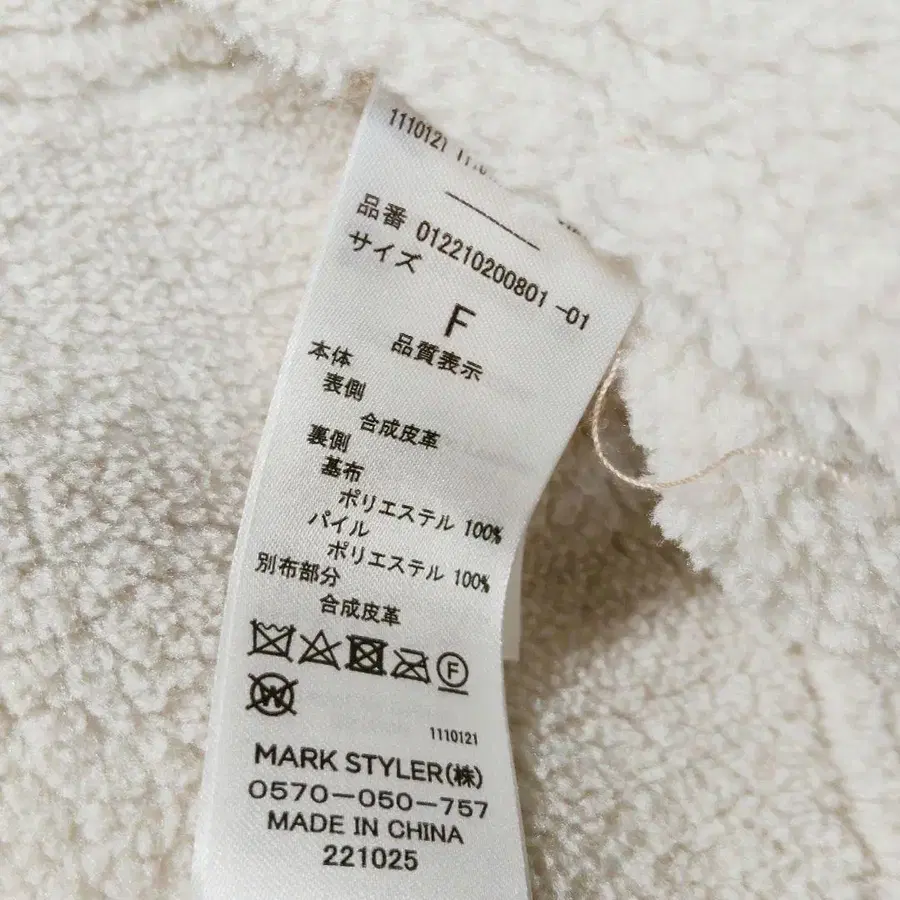 1110121
品番 012210200801 -01
サイズ
F
品質表示
本体
表側
合成皮革
裏側
基布
ポリエステル 100%
パイル
ポリエステル 100%
別布部分
合成皮革
F
W
1110121
MARK STYLER(株)
0570-050-757
MADE IN CHINA
221025